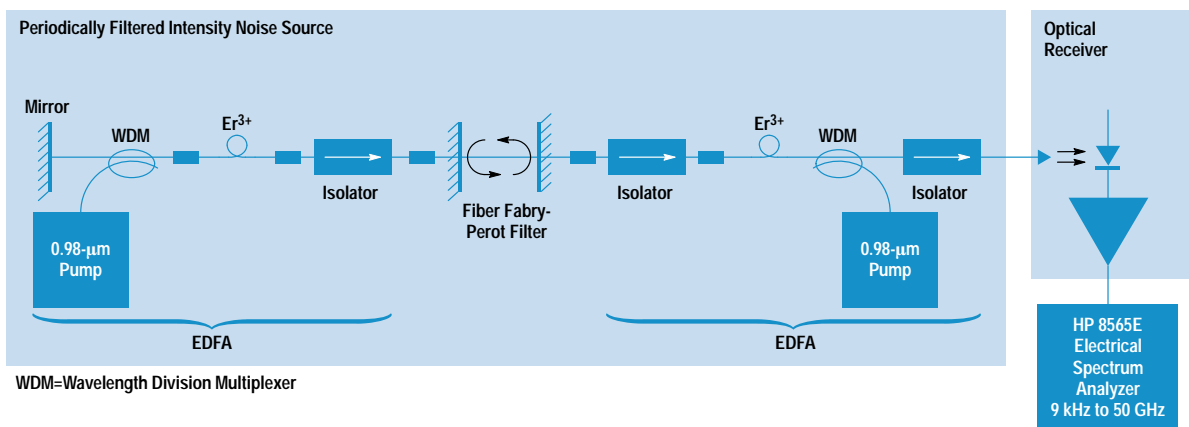 Periodically Filtered Intensity Noise Source
Optical
Receiver
Mirror
WDM
Er3+
Er3+
WDM
Isolator
Isolator
Isolator
Fiber Fabry-
Perot Filter
0.98-µm
Pump
0.98-µm
Pump
EDFA
EDFA
HP 8565E
Electrical
Spectrum
Analyzer
9 kHz to 50 GHz
WDM=Wavelength Division Multiplexer